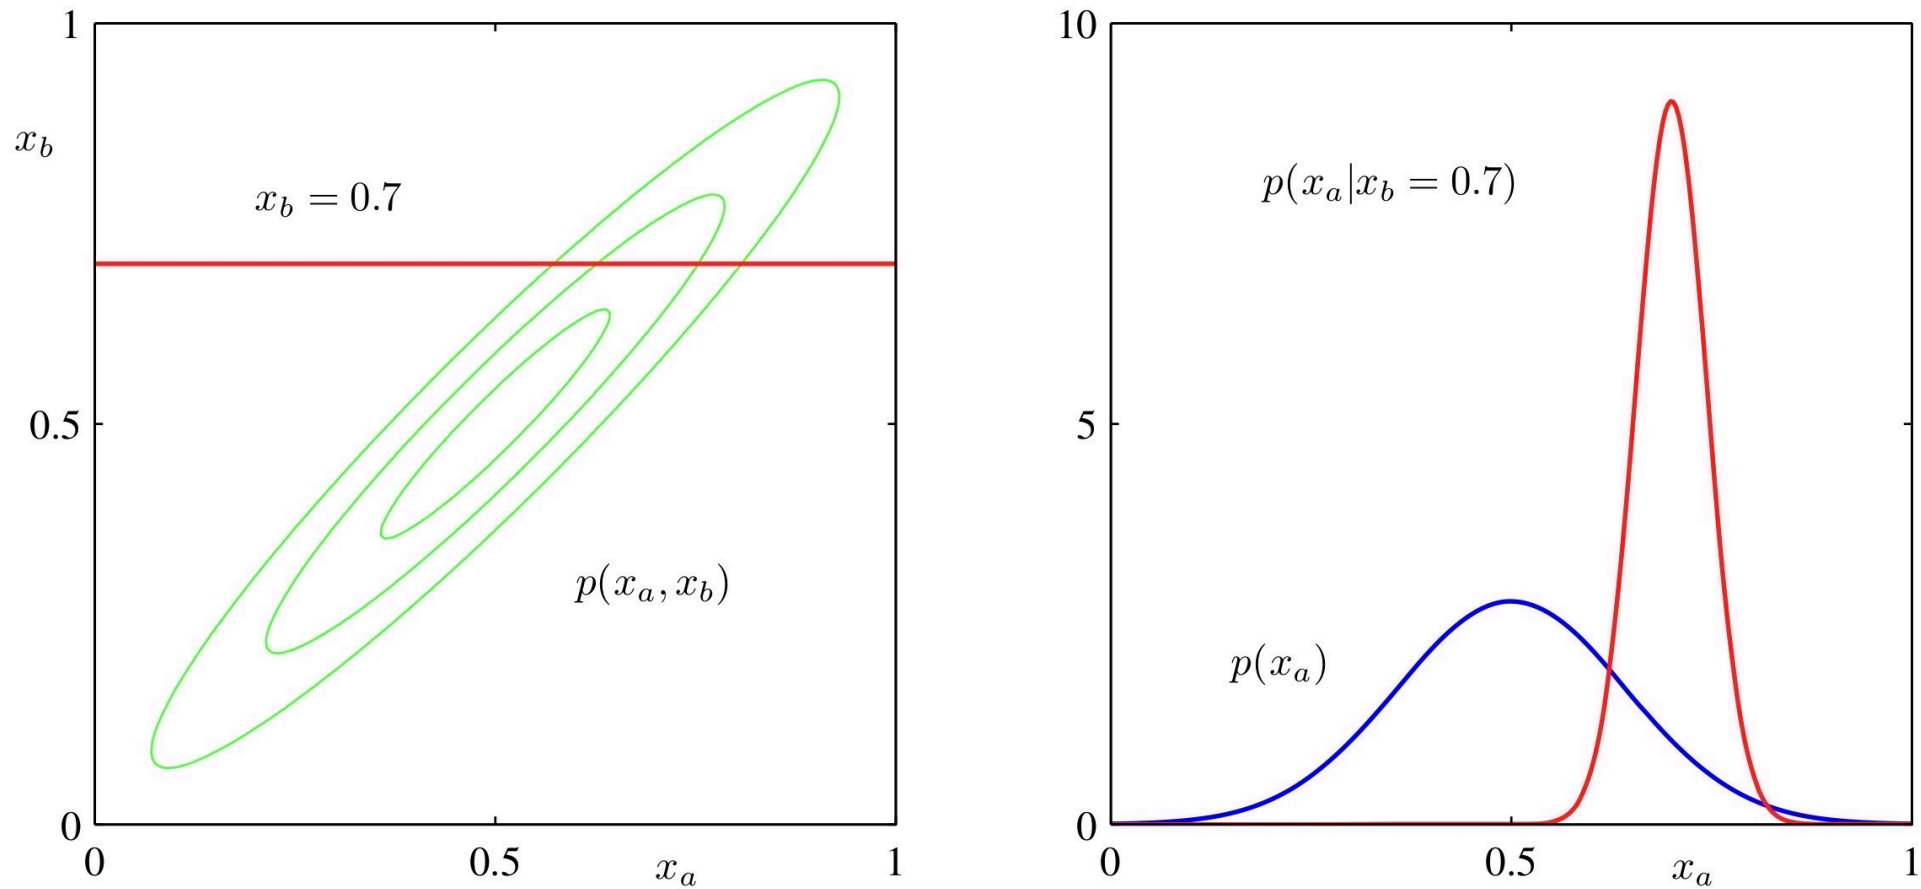 1
x_b
x_b = 0.7
0.5
p(x_a, x_b)
0
0
0.5
x_a
1
10
p(x_a|x_b = 0.7)
5
p(x_a)
0
0
0.5
x_a
1